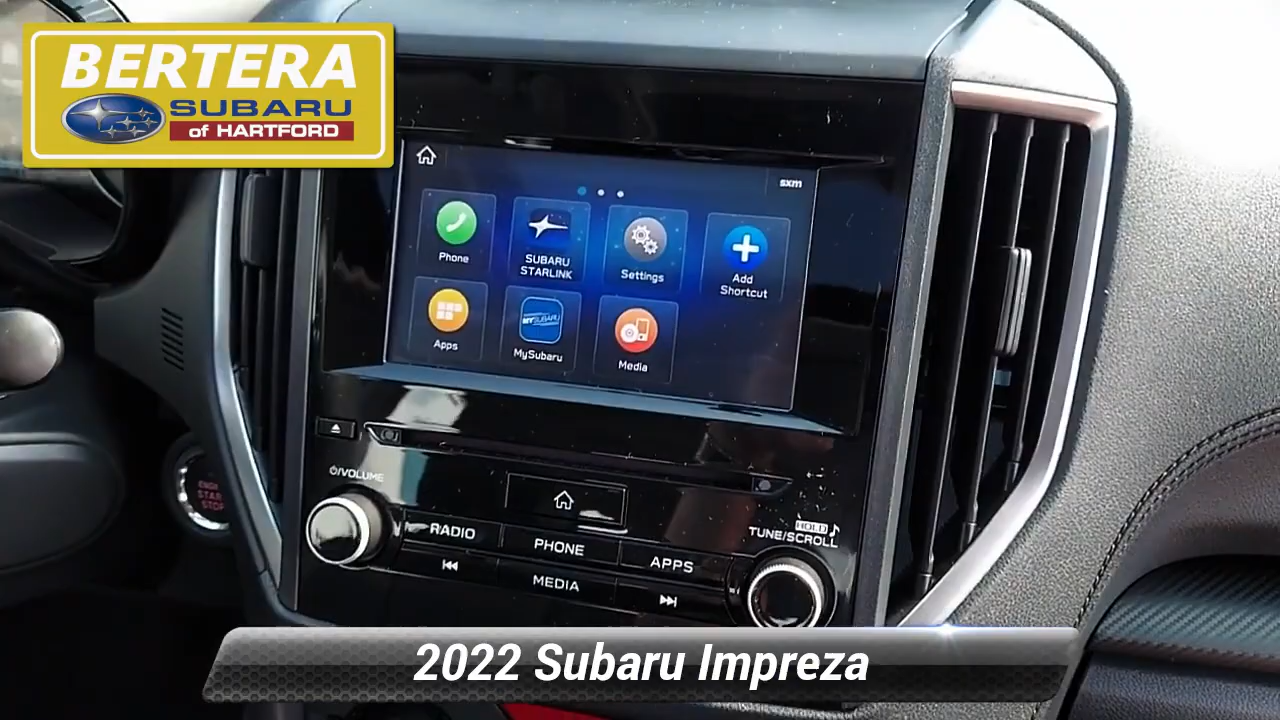 BERTERA
SUBARU
of HARTFORD
sxm
Phone
SUBARU
STARLINK
Settings
Add
Shortcut
Apps
MYSUBARU
MySubaru
Media
VOLUME
RADIO
PHONE
APPS
MEDIA
HOLD
TUNE/SCROLL
2022 Subaru Impreza